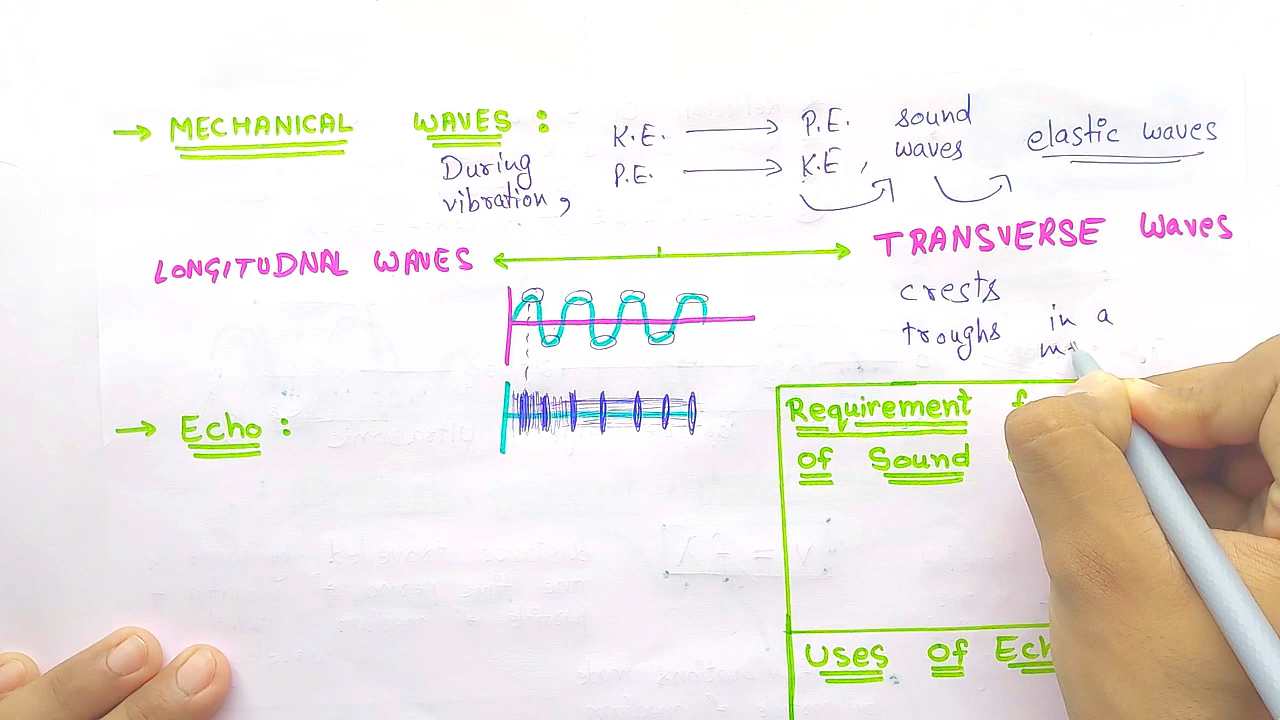 → MECHANICAL WAVES :
K.E. → P.E. sound
During P.E. → K.E , waves
vibration,
elastic waves
LONGITUDNAL WAVES
TRANSVERSE Waves
crests
troughs in a
→ Echo :
Requirement
of Sound
Uses of